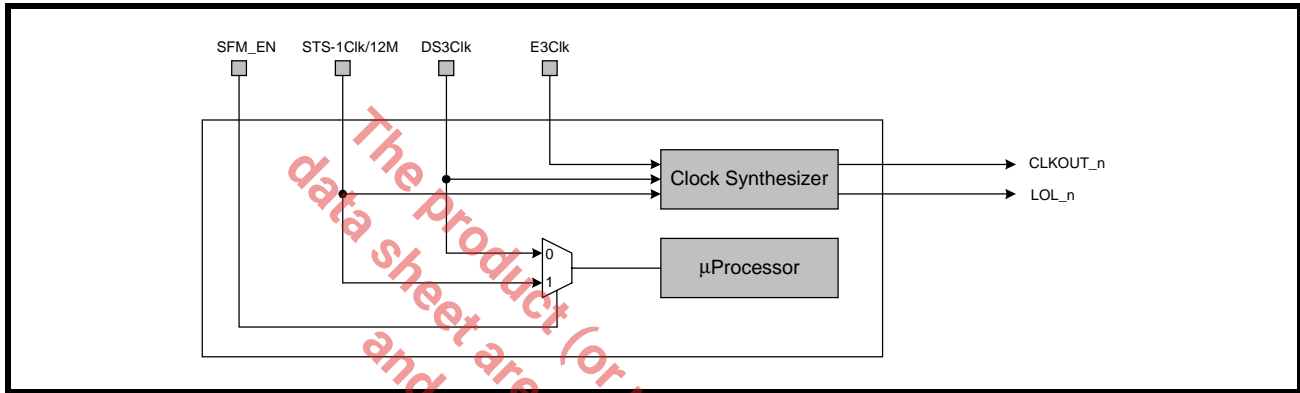 SFM_EN STS-1Clk/12M DS3Clk E3Clk
Clock Synthesizer
CLKOUT_n
LOL_n
0
1
µProcessor
The product (or
data sheet are
and